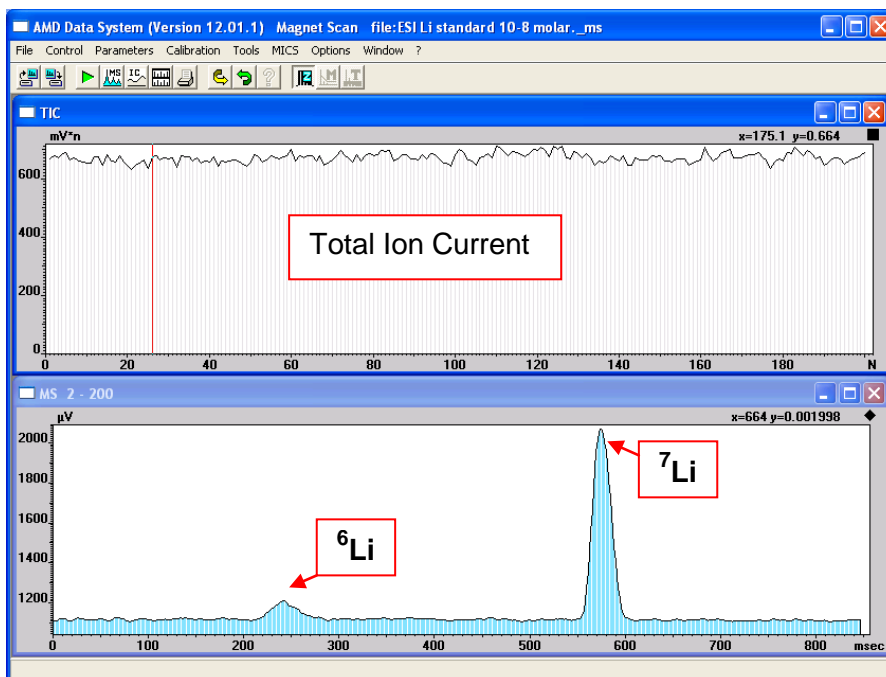 AMD Data System (Version 12.01.1) Magnet Scan file:ESI Li standard 10-8 molar._ms
File Control Parameters Calibration Tools MICS Options Window ?
MS IC
TIC
mV*n x=175.1 y=0.664
600
400
200
0
Total Ion Current
0 20 40 60 80 100 120 140 160 180 N
MS 2 - 200
µV x=664 y=0.001998
2000
1800
1600
1400
1200
⁷Li
⁶Li
0 100 200 300 400 500 600 700 800 msec